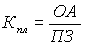 Кпл = ОА / ПЗ